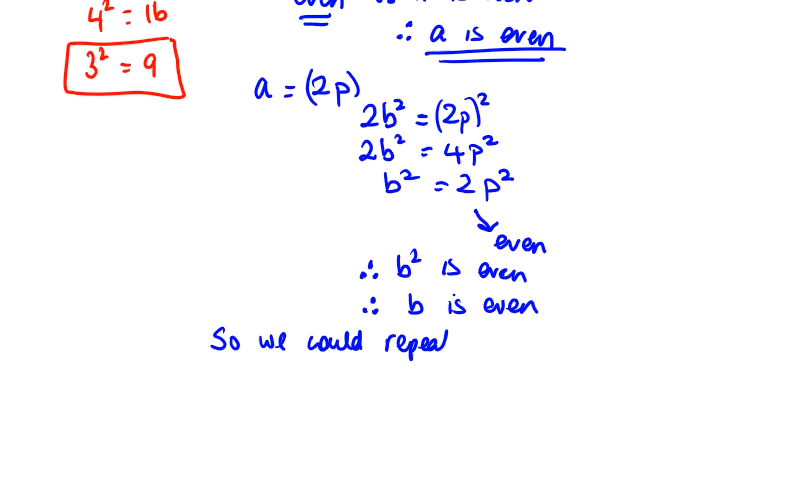 4² = 16
3² = 9
even
∴ a is even
a = (2p)
2b² = (2p)²
2b² = 4p²
b² = 2p²
even
∴ b² is even
∴ b is even
So we could repeat